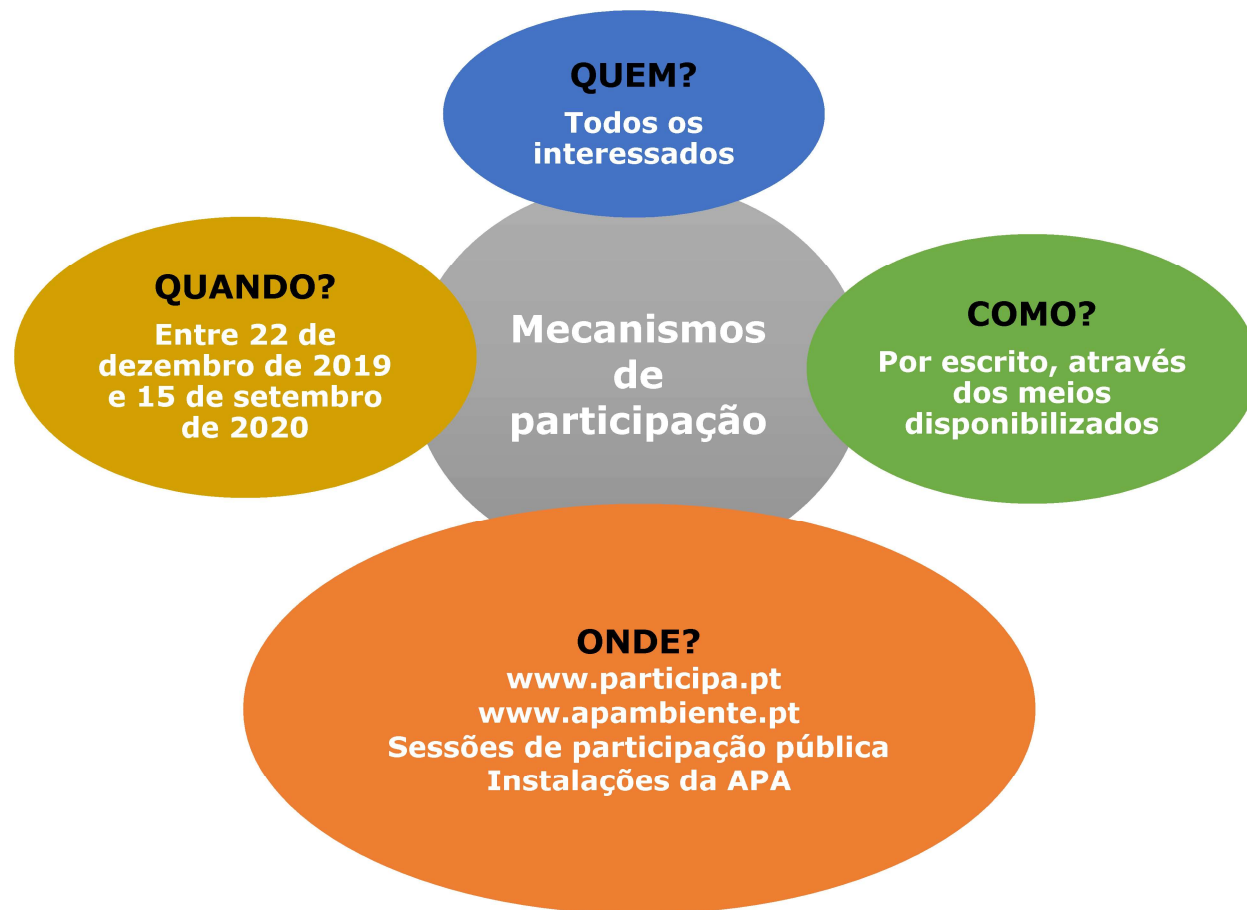 QUEM?
Todos os
interessados
QUANDO?
Entre 22 de
dezembro de 2019
e 15 de setembro
de 2020
Mecanismos
de
participação
COMO?
Por escrito, através
dos meios
disponibilizados
ONDE?
www.participa.pt
www.apambiente.pt
Sessões de participação pública
Instalações da APA